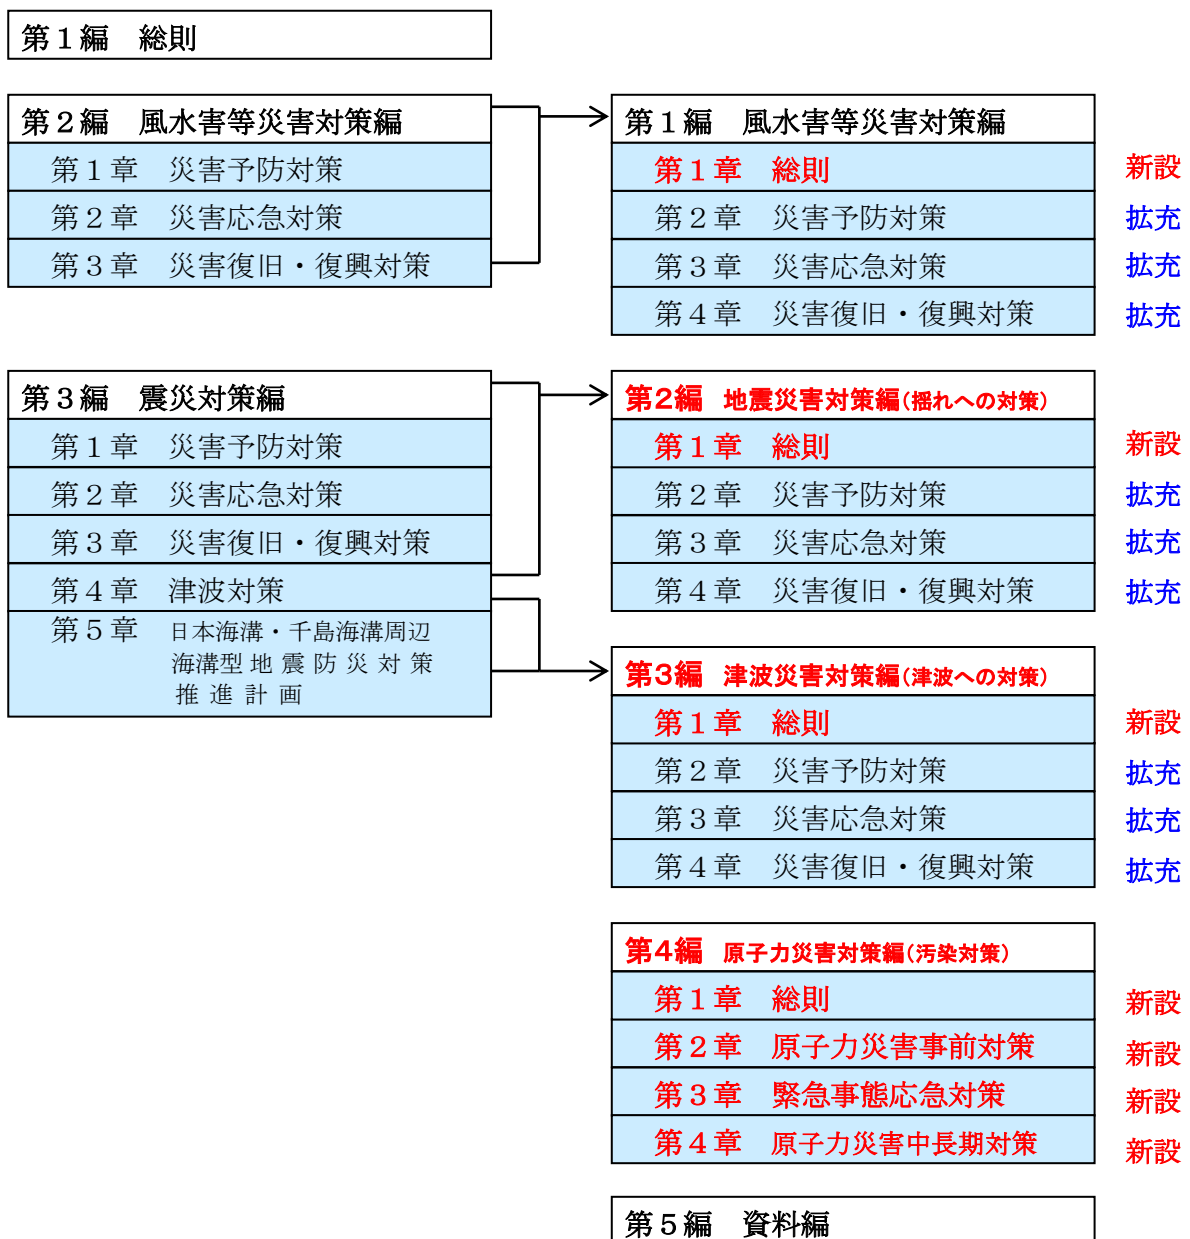 第１編　総則
第２編　風水害等災害対策編
第１章　災害予防対策
第２章　災害応急対策
第３章　災害復旧・復興対策
第３編　震災対策編
第１章　災害予防対策
第２章　災害応急対策
第３章　災害復旧・復興対策
第４章　津波対策
第５章　日本海溝・千島海溝周辺
海溝型地震防災対策
推進計画
第１編　風水害等災害対策編
第１章　総則　新設
第２章　災害予防対策　拡充
第３章　災害応急対策　拡充
第４章　災害復旧・復興対策　拡充
第2編　地震災害対策編(揺れへの対策)
第１章　総則　新設
第２章　災害予防対策　拡充
第３章　災害応急対策　拡充
第４章　災害復旧・復興対策　拡充
第3編　津波災害対策編(津波への対策)
第１章　総則　新設
第２章　災害予防対策　拡充
第３章　災害応急対策　拡充
第４章　災害復旧・復興対策　拡充
第4編　原子力災害対策編(汚染対策)
第１章　総則　新設
第２章　原子力災害事前対策　新設
第３章　緊急事態応急対策　新設
第４章　原子力災害中長期対策　新設
第５編　資料編